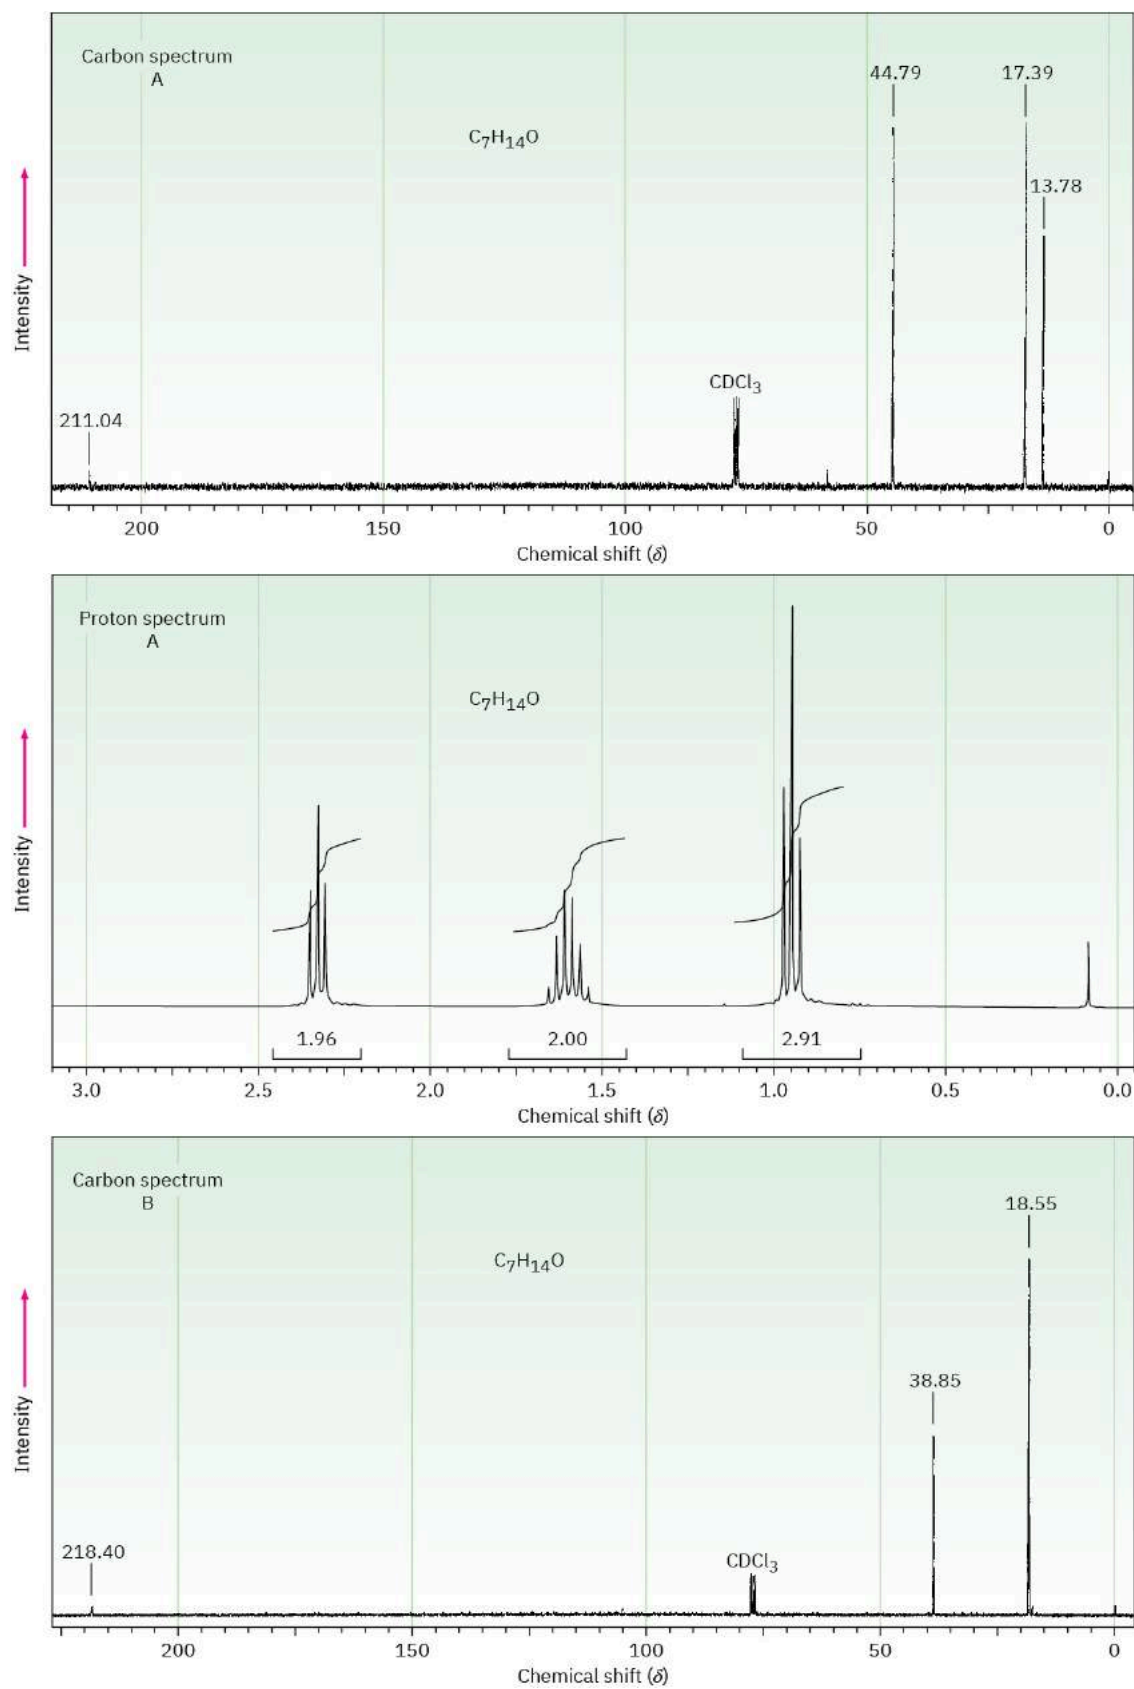 Carbon spectrum
A
C7H14O
44.79
17.39
13.78
CDCl3
211.04
Intensity
200
150
100
50
0
Chemical shift (δ)
Proton spectrum
A
C7H14O
Intensity
1.96
2.00
2.91
3.0
2.5
2.0
1.5
1.0
0.5
0.0
Chemical shift (δ)
Carbon spectrum
B
C7H14O
18.55
38.85
218.40
CDCl3
Intensity
200
150
100
50
0
Chemical shift (δ)